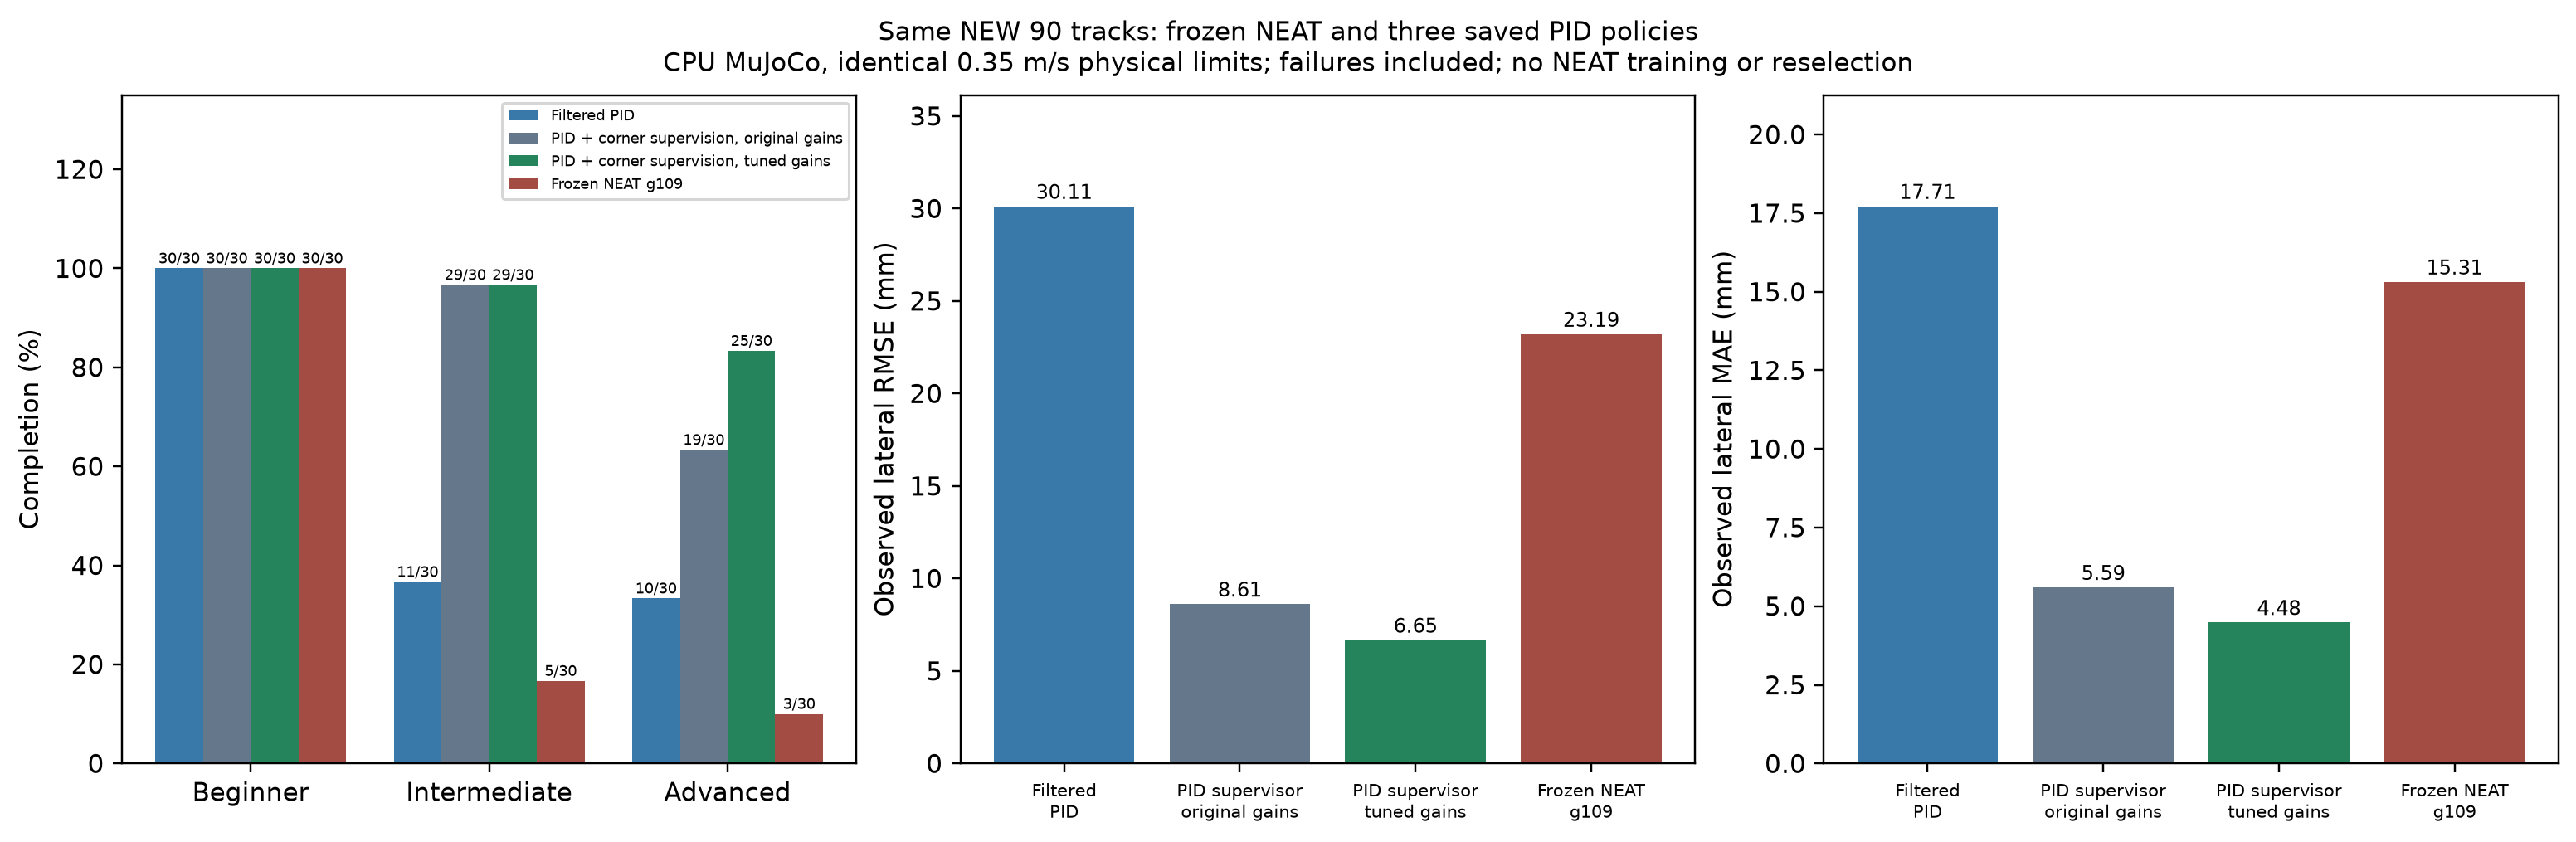 Same NEW 90 tracks: frozen NEAT and three saved PID policies
CPU MuJoCo, identical 0.35 m/s physical limits; failures included; no NEAT training or reselection
Completion (%)
120
100
80
60
40
20
0
Filtered PID
PID + corner supervision, original gains
PID + corner supervision, tuned gains
Frozen NEAT g109
30/30 30/30 30/30 30/30
11/30 29/30 29/30 5/30
10/30 19/30 25/30 3/30
Beginner Intermediate Advanced
Observed lateral RMSE (mm)
35
30
25
20
15
10
5
0
30.11
8.61
6.65
23.19
Filtered
PID
PID supervisor
original gains
PID supervisor
tuned gains
Frozen NEAT
g109
Observed lateral MAE (mm)
20.0
17.5
15.0
12.5
10.0
7.5
5.0
2.5
0.0
17.71
5.59
4.48
15.31
Filtered
PID
PID supervisor
original gains
PID supervisor
tuned gains
Frozen NEAT
g109